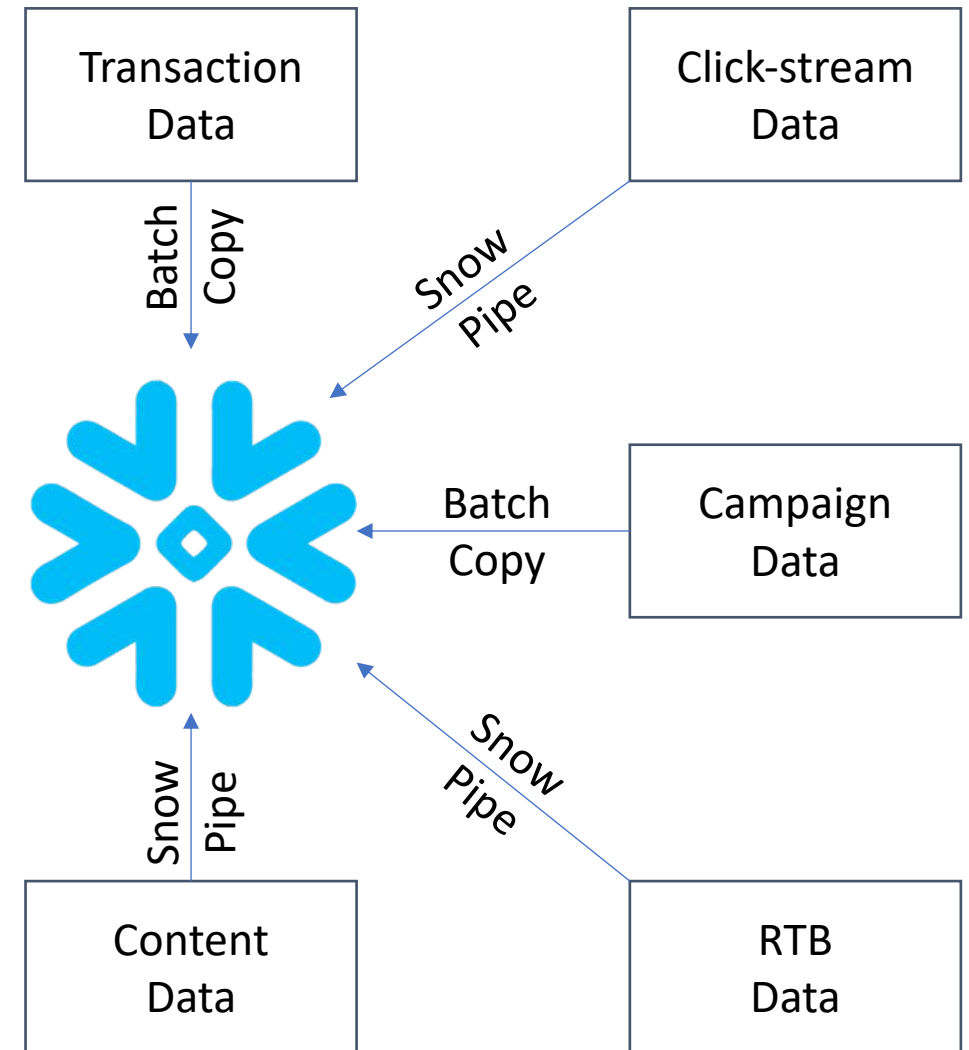 Transaction
Data
Click-stream
Data
Batch
Copy
Snow
Pipe
Batch
Copy
Campaign
Data
Snow
Pipe
Snow
Pipe
Content
Data
RTB
Data